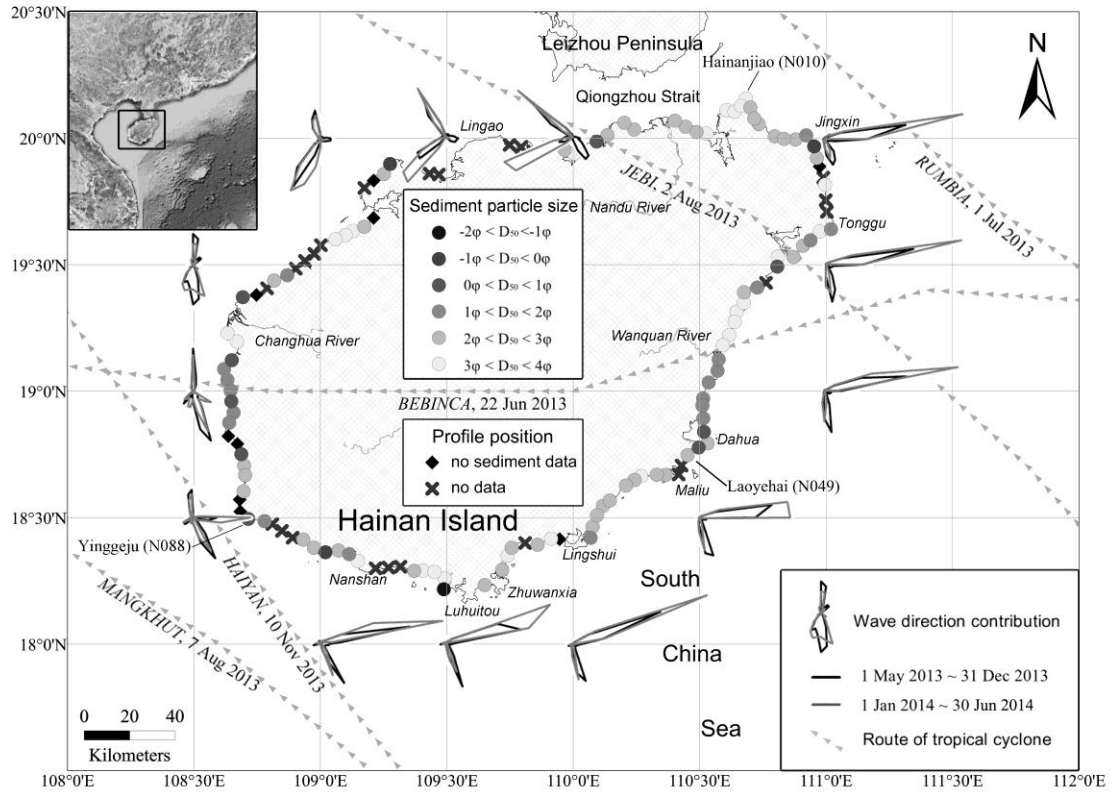 20°30'N
20°00'N
19°30'N
19°00'N
18°30'N
18°00'N
108°0'E
108°30'E
109°0'E
109°30'E
110°0'E
110°30'E
111°0'E
111°30'E
112°0'E
N
Leizhou Peninsula
Hainanjiao (N010)
Qiongzhou Strait
Lingao
Jingxin
RUMBIA, 1 Jul 2013
JEBI, 2 Aug 2013
Nandu River
Tonggu
Sediment particle size
-2φ < D50 <-1φ
-1φ < D50 < 0φ
0φ < D50 < 1φ
1φ < D50 < 2φ
2φ < D50 < 3φ
3φ < D50 < 4φ
Changhua River
Wanquan River
BEBINCA, 22 Jun 2013
Profile position
no sediment data
no data
Dahua
Laoyehai (N049)
Maliu
Hainan Island
Yinggeju (N088)
Lingshui
Nanshan
Zhuwanxia
Luhuitou
HAIYAN, 10 Nov 2013
MANGKHUT, 7 Aug 2013
South
China
Sea
0 20 40
Kilometers
Wave direction contribution
1 May 2013 ~ 31 Dec 2013
1 Jan 2014 ~ 30 Jun 2014
Route of tropical cyclone